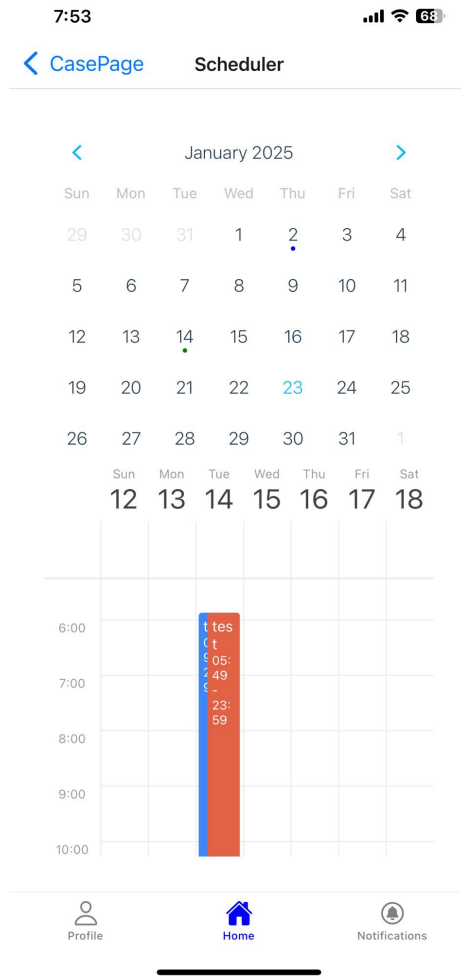 7:53
68
CasePage
Scheduler
January 2025
Sun Mon Tue Wed Thu Fri Sat
29 30 31 1 2 3 4
5 6 7 8 9 10 11
12 13 14 15 16 17 18
19 20 21 22 23 24 25
26 27 28 29 30 31 1
Sun Mon Tue Wed Thu Fri Sat
12 13 14 15 16 17 18
6:00
7:00
8:00
9:00
10:00
tes
t
05:
49
-
23:
59
Profile
Home
Notifications